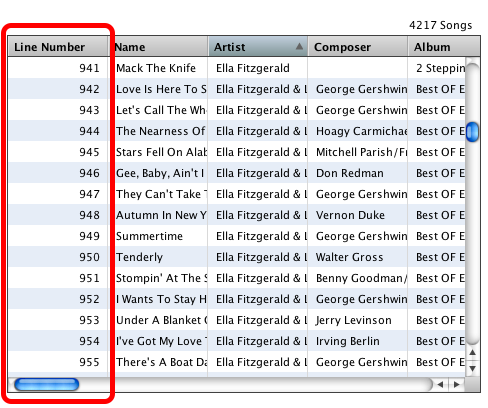 4217 Songs
Line Number Name Artist Composer Album
941 Mack The Knife Ella Fitzgerald 2 Steppin
942 Love Is Here To S Ella Fitzgerald & L George Gershwin Best OF E
943 Let's Call The Who Ella Fitzgerald & L George Gershwin Best OF E
944 The Nearness Of Ella Fitzgerald & L Hoagy Carmichae Best OF E
945 Stars Fell On Alab Ella Fitzgerald & L Mitchell Parish/Fr Best OF E
946 Gee, Baby, Ain't I Ella Fitzgerald & L Don Redman Best OF E
947 They Can't Take T Ella Fitzgerald & L George Gershwin Best OF E
948 Autumn In New Y Ella Fitzgerald & L Vernon Duke Best OF E
949 Summertime Ella Fitzgerald & L George Gershwin Best OF E
950 Tenderly Ella Fitzgerald & L Walter Gross Best OF E
951 Stompin' At The S Ella Fitzgerald & L Benny Goodman/ Best OF E
952 I Wants To Stay H Ella Fitzgerald & L George Gershwin Best OF E
953 Under A Blanket Ella Fitzgerald & L Jerry Levinson Best OF E
954 I've Got My Love T Ella Fitzgerald & L Irving Berlin Best OF E
955 There's A Boat Da Ella Fitzgerald & L George Gershwin Best OF E